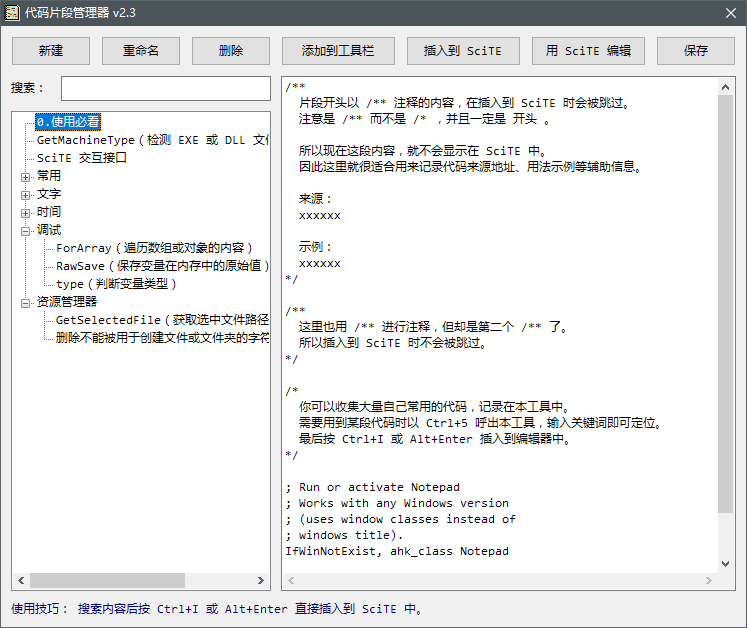 代码片段管理器 v2.3
新建 重命名 删除 添加到工具栏 插入到 SciTE 用 SciTE 编辑 保存
搜索：
0.使用必看
GetMachineType（检测 EXE 或 DLL 文件
SciTE 交互接口
常用
文字
时间
调试
ForArray（遍历数组或对象的内容）
RawSave（保存变量在内存中的原始值）
type（判断变量类型）
资源管理器
GetSelectedFile（获取选中文件路径
删除不能被用于创建文件或文件夹的字符
/**
片段开头以 /** 注释的内容，在插入到 SciTE 时会被跳过。
注意是 /** 而不是 /* ，并且一定是 开头 。
所以现在这段内容，就不会显示在 SciTE 中。
因此这里就很适合用来记录代码来源地址、用法示例等辅助信息。
来源：
xxxxxx
示例：
xxxxxx
*/
/**
这里也用 /** 进行注释，但却是第二个 /** 了。
所以插入到 SciTE 时不会被跳过。
*/
/*
你可以收集大量自己常用的代码，记录在本工具中。
需要用到某段代码时以 Ctrl+5 呼出本工具，输入关键词即可定位。
最后按 Ctrl+I 或 Alt+Enter 插入到编辑器中。
*/
; Run or activate Notepad
; Works with any Windows version
; (uses window classes instead of
; windows title).
IfWinNotExist, ahk_class Notepad
使用技巧： 搜索内容后按 Ctrl+I 或 Alt+Enter 直接插入到 SciTE 中。